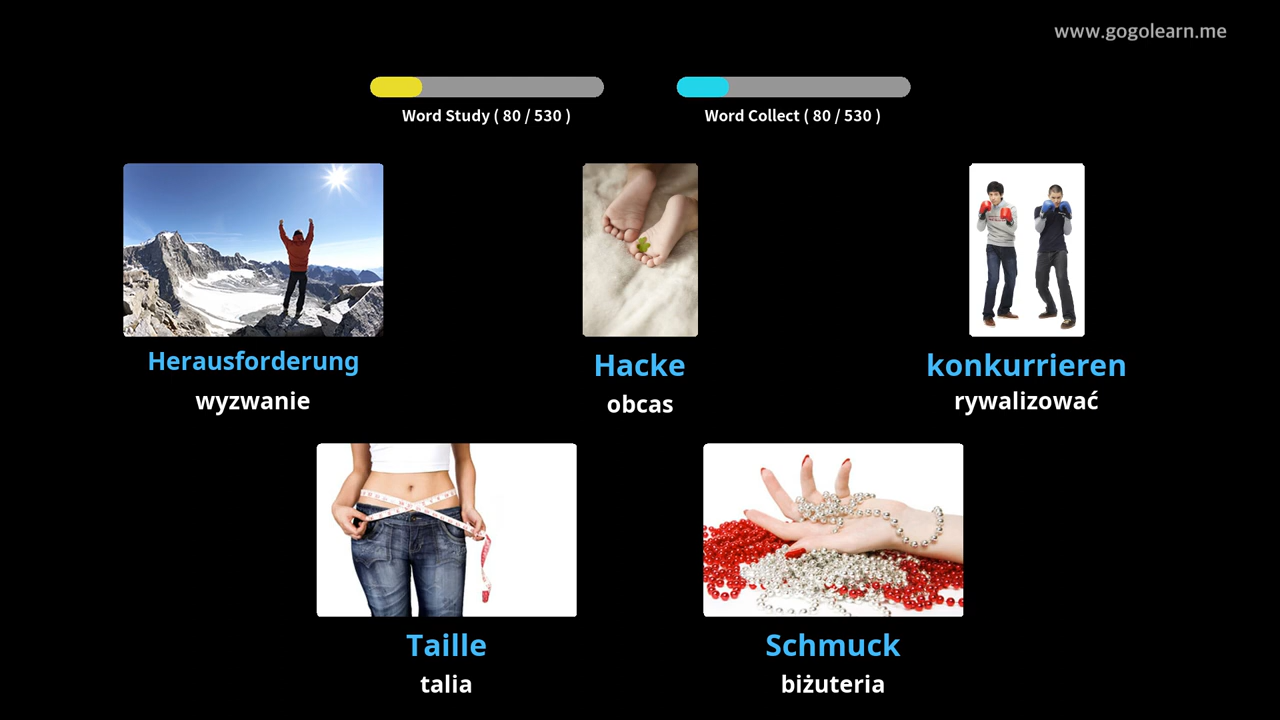 www.gogolearn.me
Word Study ( 80 / 530 )
Word Collect ( 80 / 530 )
Herausforderung
wyzwanie
Hacke
obcas
konkurrieren
rywalizować
Taille
talia
Schmuck
biżuteria